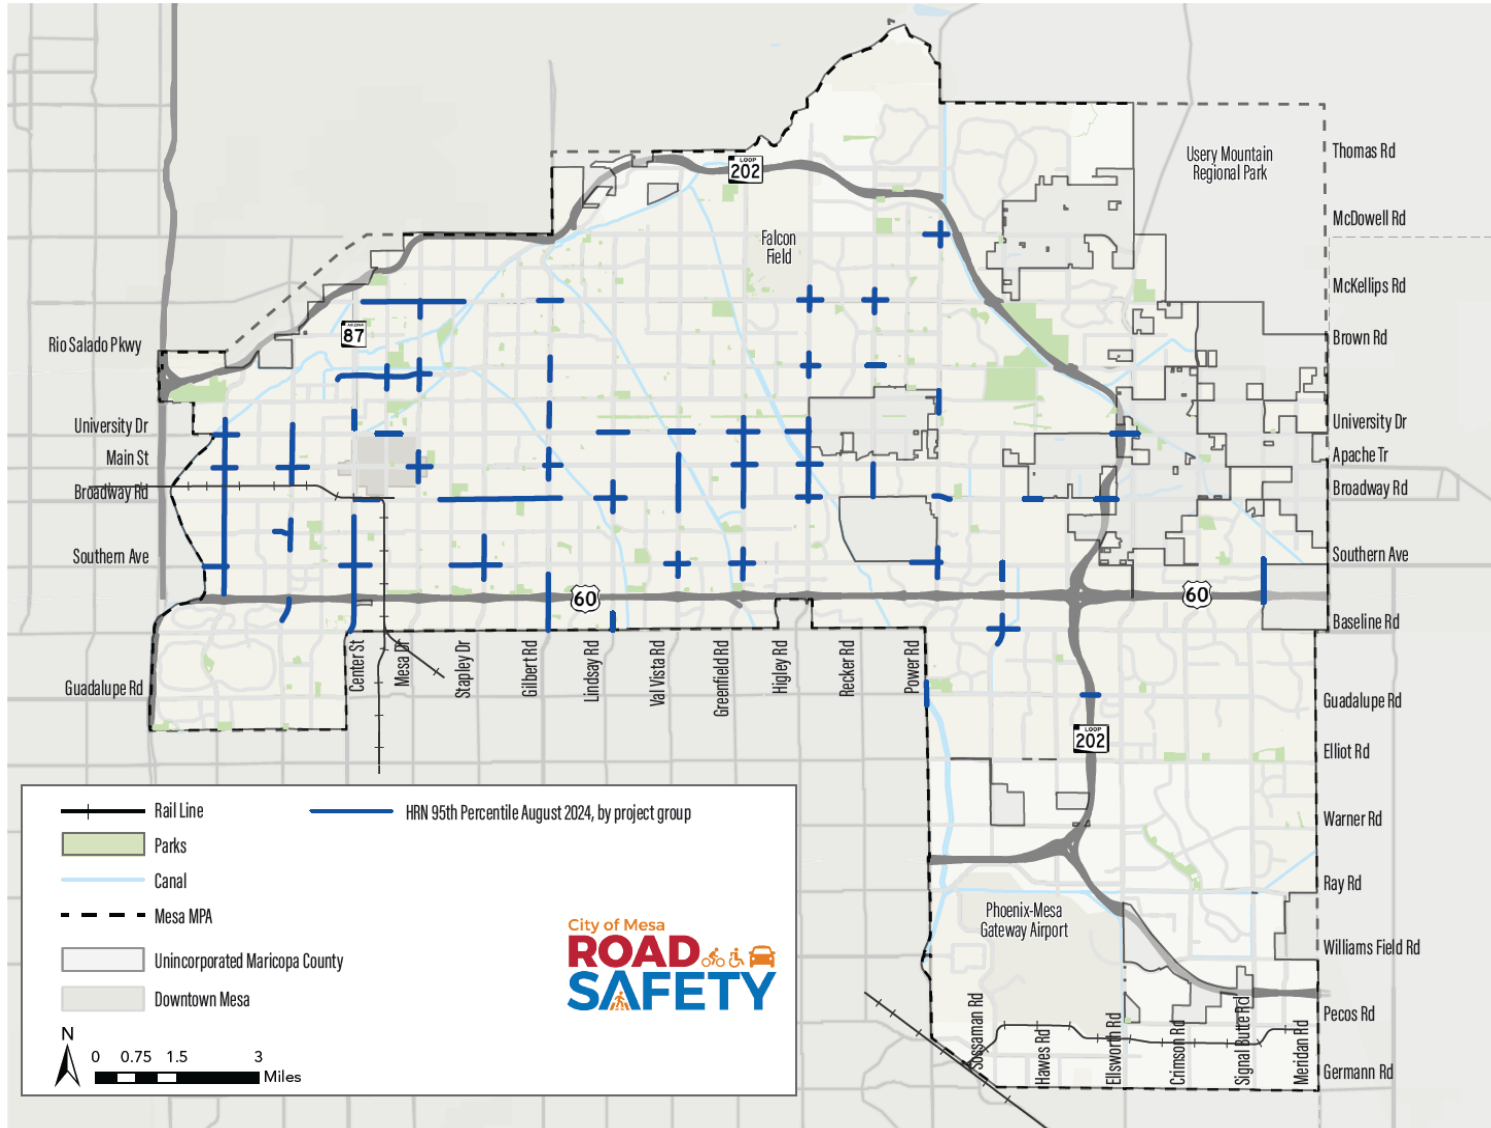 Usery Mountain
Regional Park
Thomas Rd
McDowell Rd
McKellips Rd
Brown Rd
University Dr
Apache Tr
Broadway Rd
Southern Ave
Baseline Rd
Guadalupe Rd
Elliot Rd
Warner Rd
Ray Rd
Williams Field Rd
Pecos Rd
Germann Rd
LOOP
202
Falcon
Field
ARIZONA
87
Rio Salado Pkwy
University Dr
Main St
Broadway Rd
Southern Ave
Guadalupe Rd
60
60
Center St
Mesa Dr
Stapley Dr
Gilbert Rd
Lindsay Rd
Val Vista Rd
Greenfield Rd
Higley Rd
Recker Rd
Power Rd
LOOP
202
Phoenix-Mesa
Gateway Airport
Sossaman Rd
Hawes Rd
Ellsworth Rd
Crimson Rd
Signal Butte Rd
Meridan Rd
Rail Line
HRN 95th Percentile August 2024, by project group
Parks
Canal
Mesa MPA
Unincorporated Maricopa County
Downtown Mesa
N
0 0.75 1.5 3
Miles
City of Mesa
ROAD
SAFETY